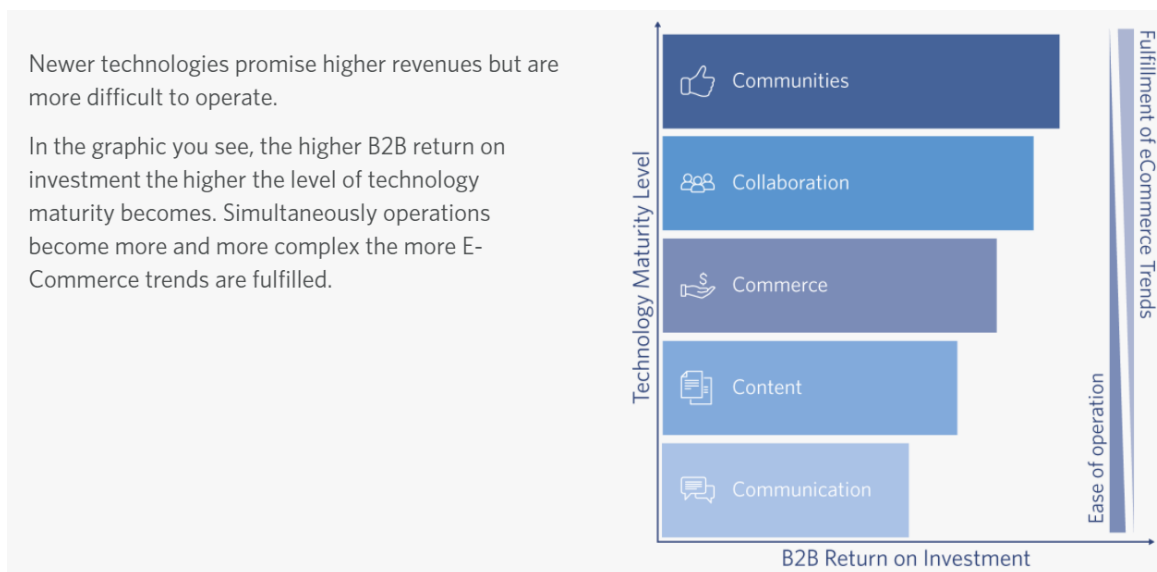 Newer technologies promise higher revenues but are
more difficult to operate.
In the graphic you see, the higher B2B return on
investment the higher the level of technology
maturity becomes. Simultaneously operations
become more and more complex the more E-
Commerce trends are fulfilled.
Technology Maturity Level
Communities
Collaboration
Commerce
Content
Communication
B2B Return on Investment
Ease of operation
Fulfillment of eCommerce Trends